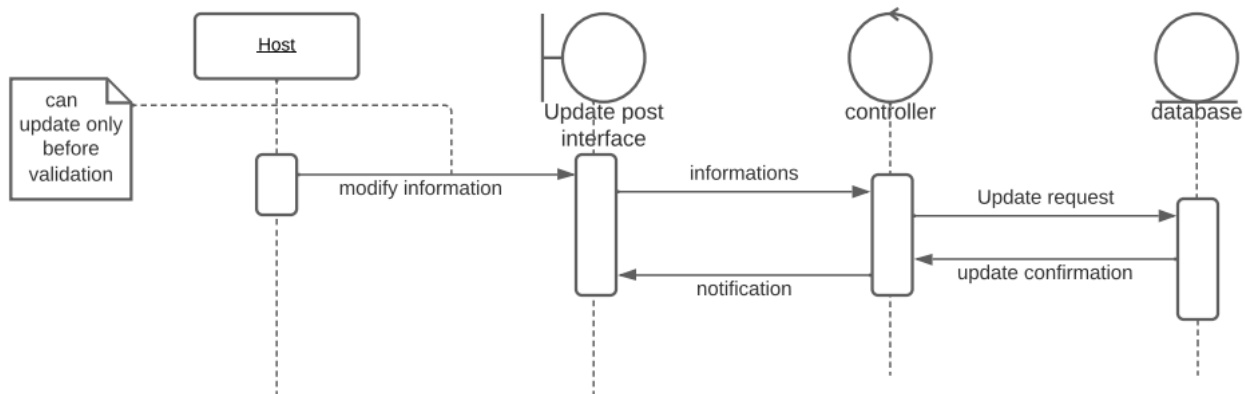 Host
can
update only
before
validation
Update post
interface
controller
database
modify information
informations
Update request
update confirmation
notification